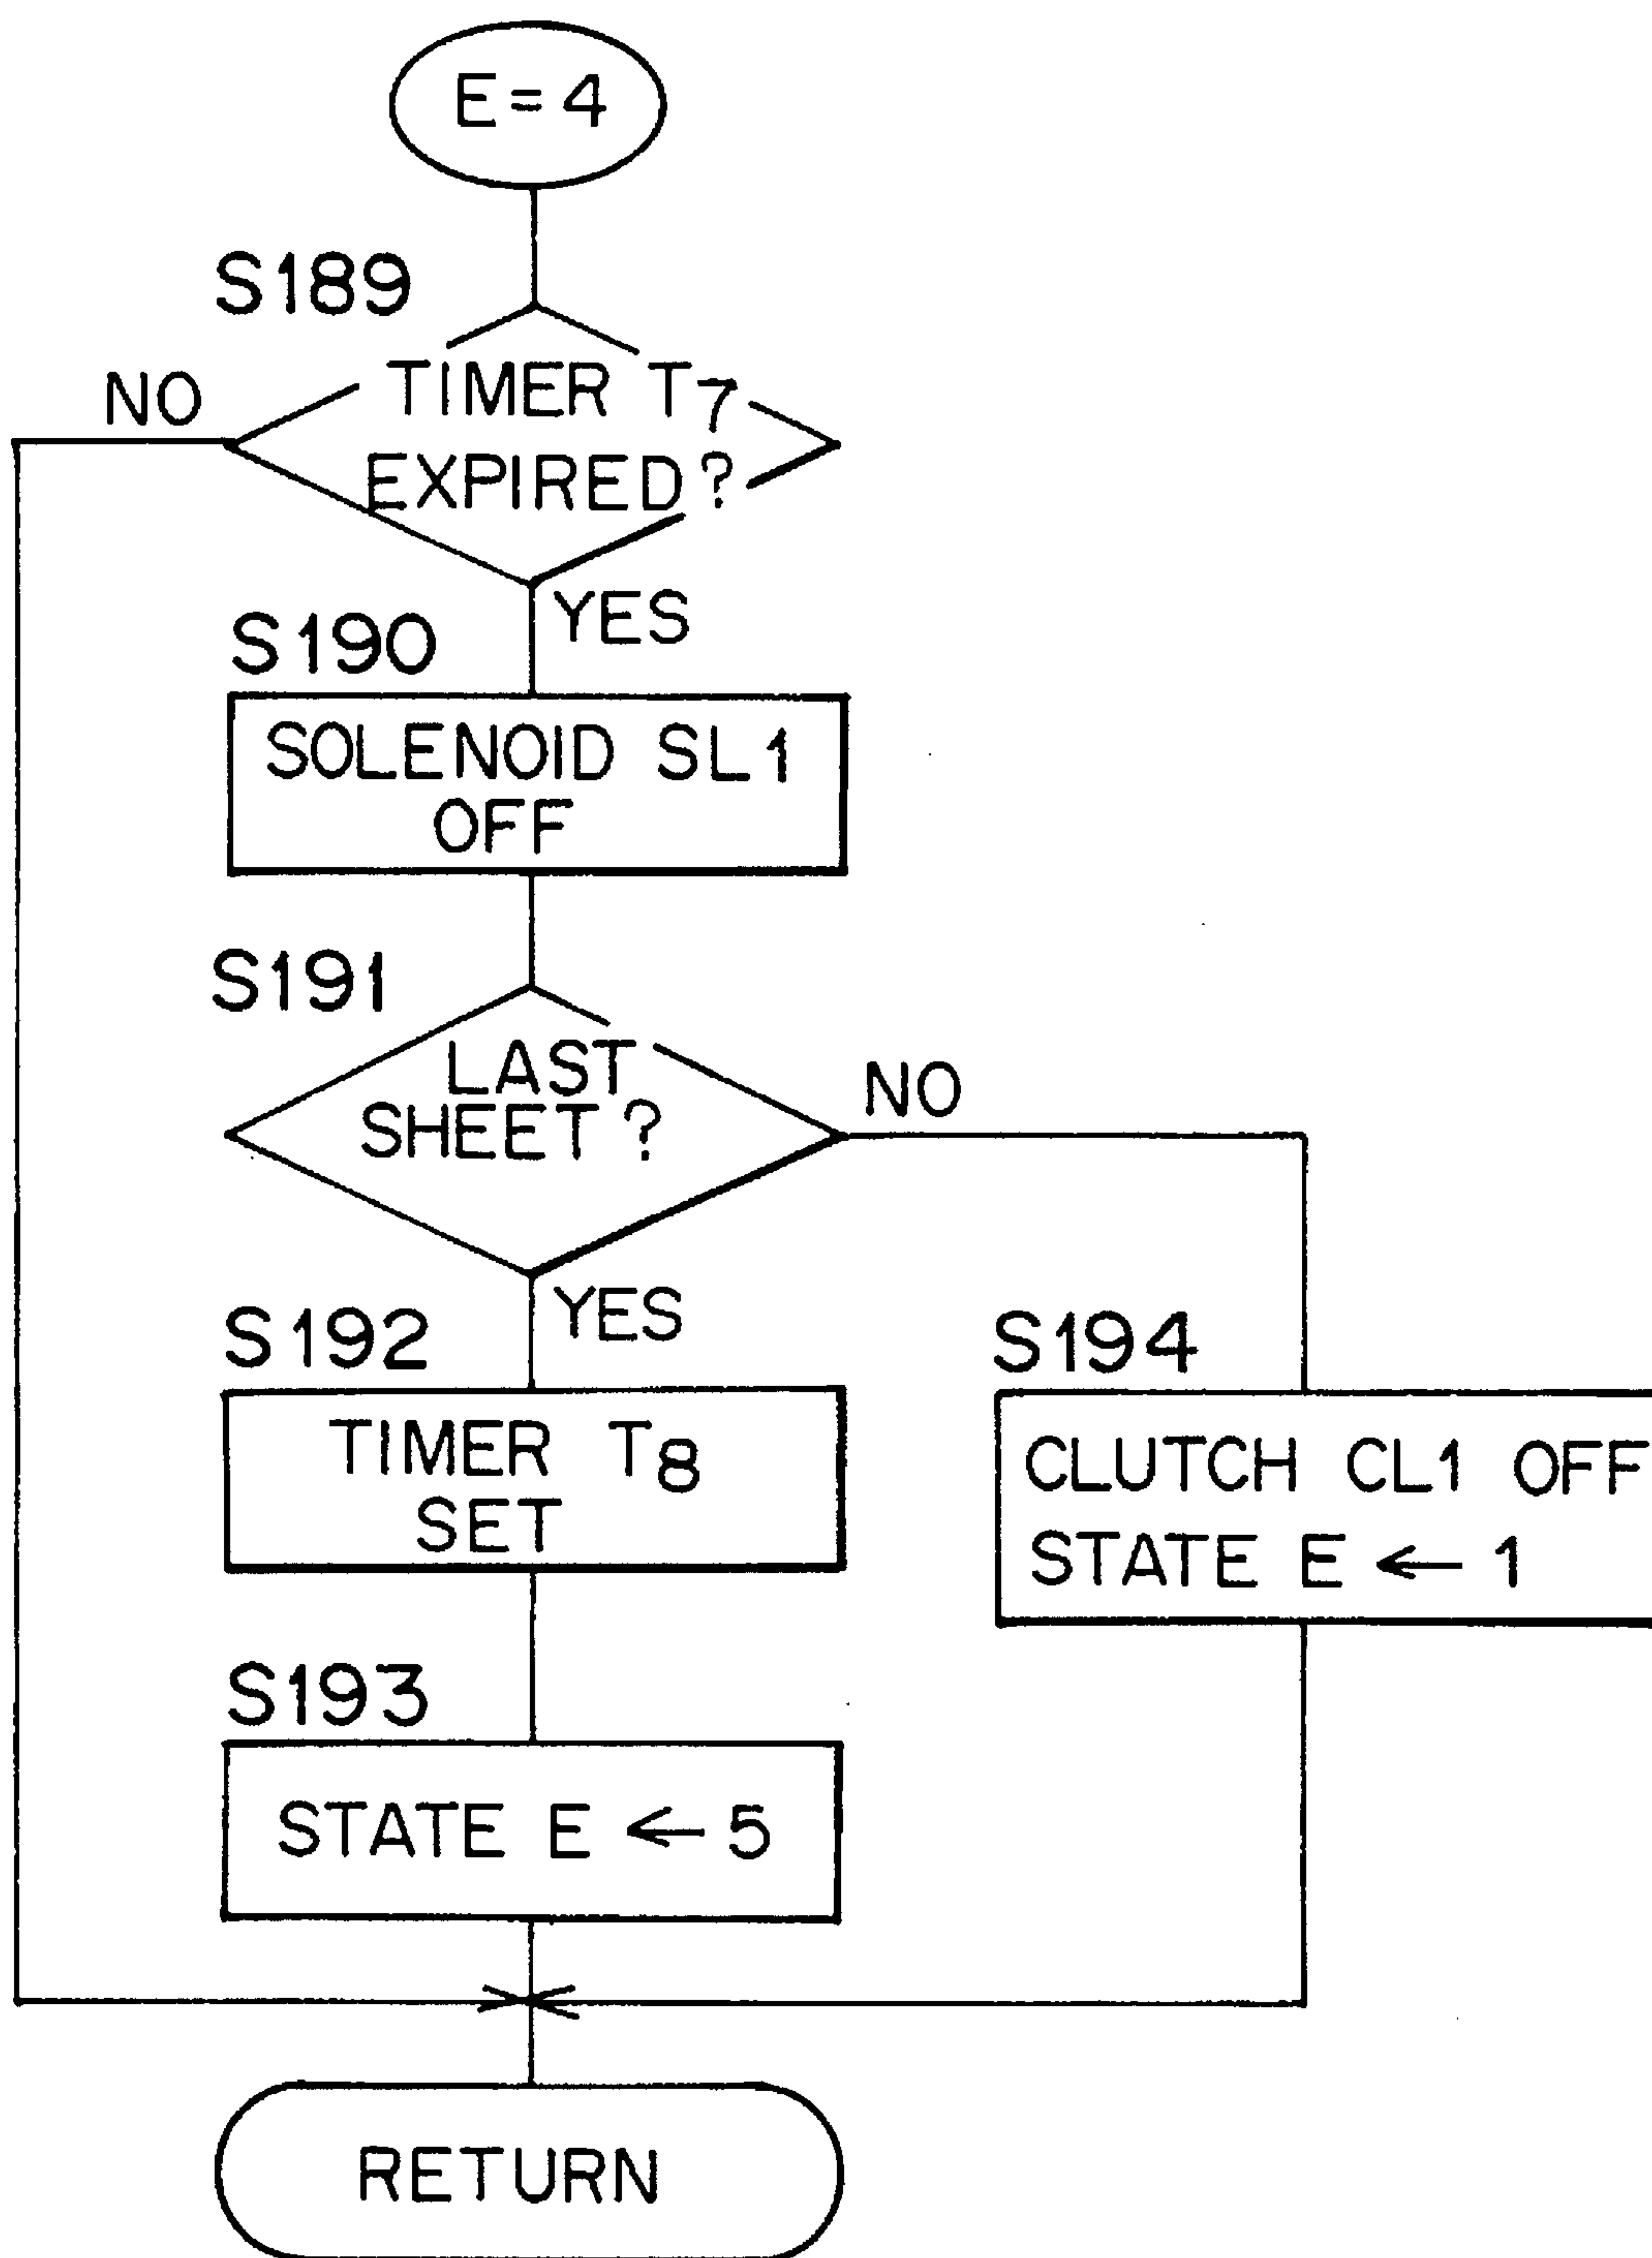 E=4
S189
NO
TIMER T7
EXPIRED?
YES
S190
SOLENOID SL1
OFF
S191
LAST
SHEET?
NO
YES
S192
TIMER T8
SET
S194
CLUTCH CL1 OFF
STATE E ← 1
S193
STATE E ← 5
RETURN